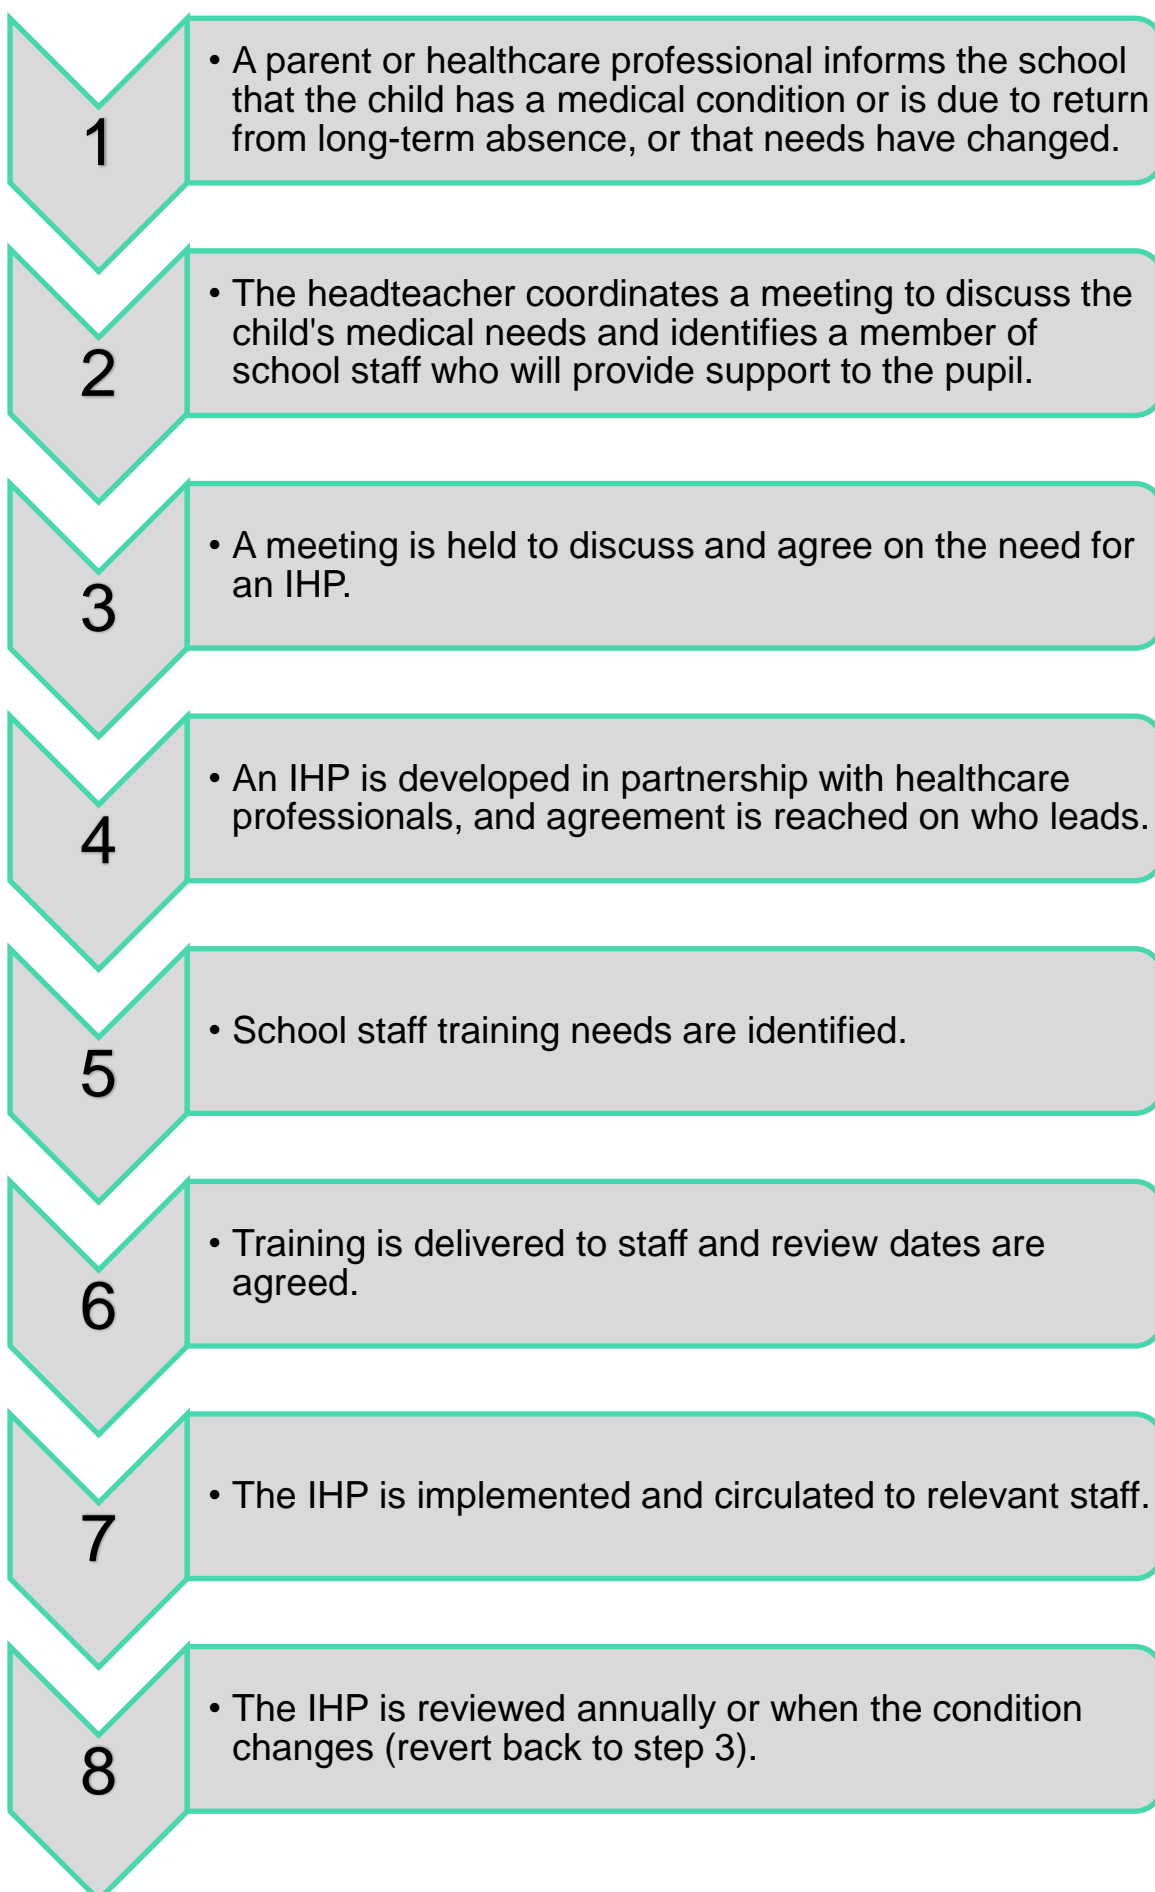 1
• A parent or healthcare professional informs the school
that the child has a medical condition or is due to return
from long-term absence, or that needs have changed.
2
• The headteacher coordinates a meeting to discuss the
child's medical needs and identifies a member of
school staff who will provide support to the pupil.
3
• A meeting is held to discuss and agree on the need for
an IHP.
4
• An IHP is developed in partnership with healthcare
professionals, and agreement is reached on who leads.
5
• School staff training needs are identified.
6
• Training is delivered to staff and review dates are
agreed.
7
• The IHP is implemented and circulated to relevant staff.
8
• The IHP is reviewed annually or when the condition
changes (revert back to step 3).